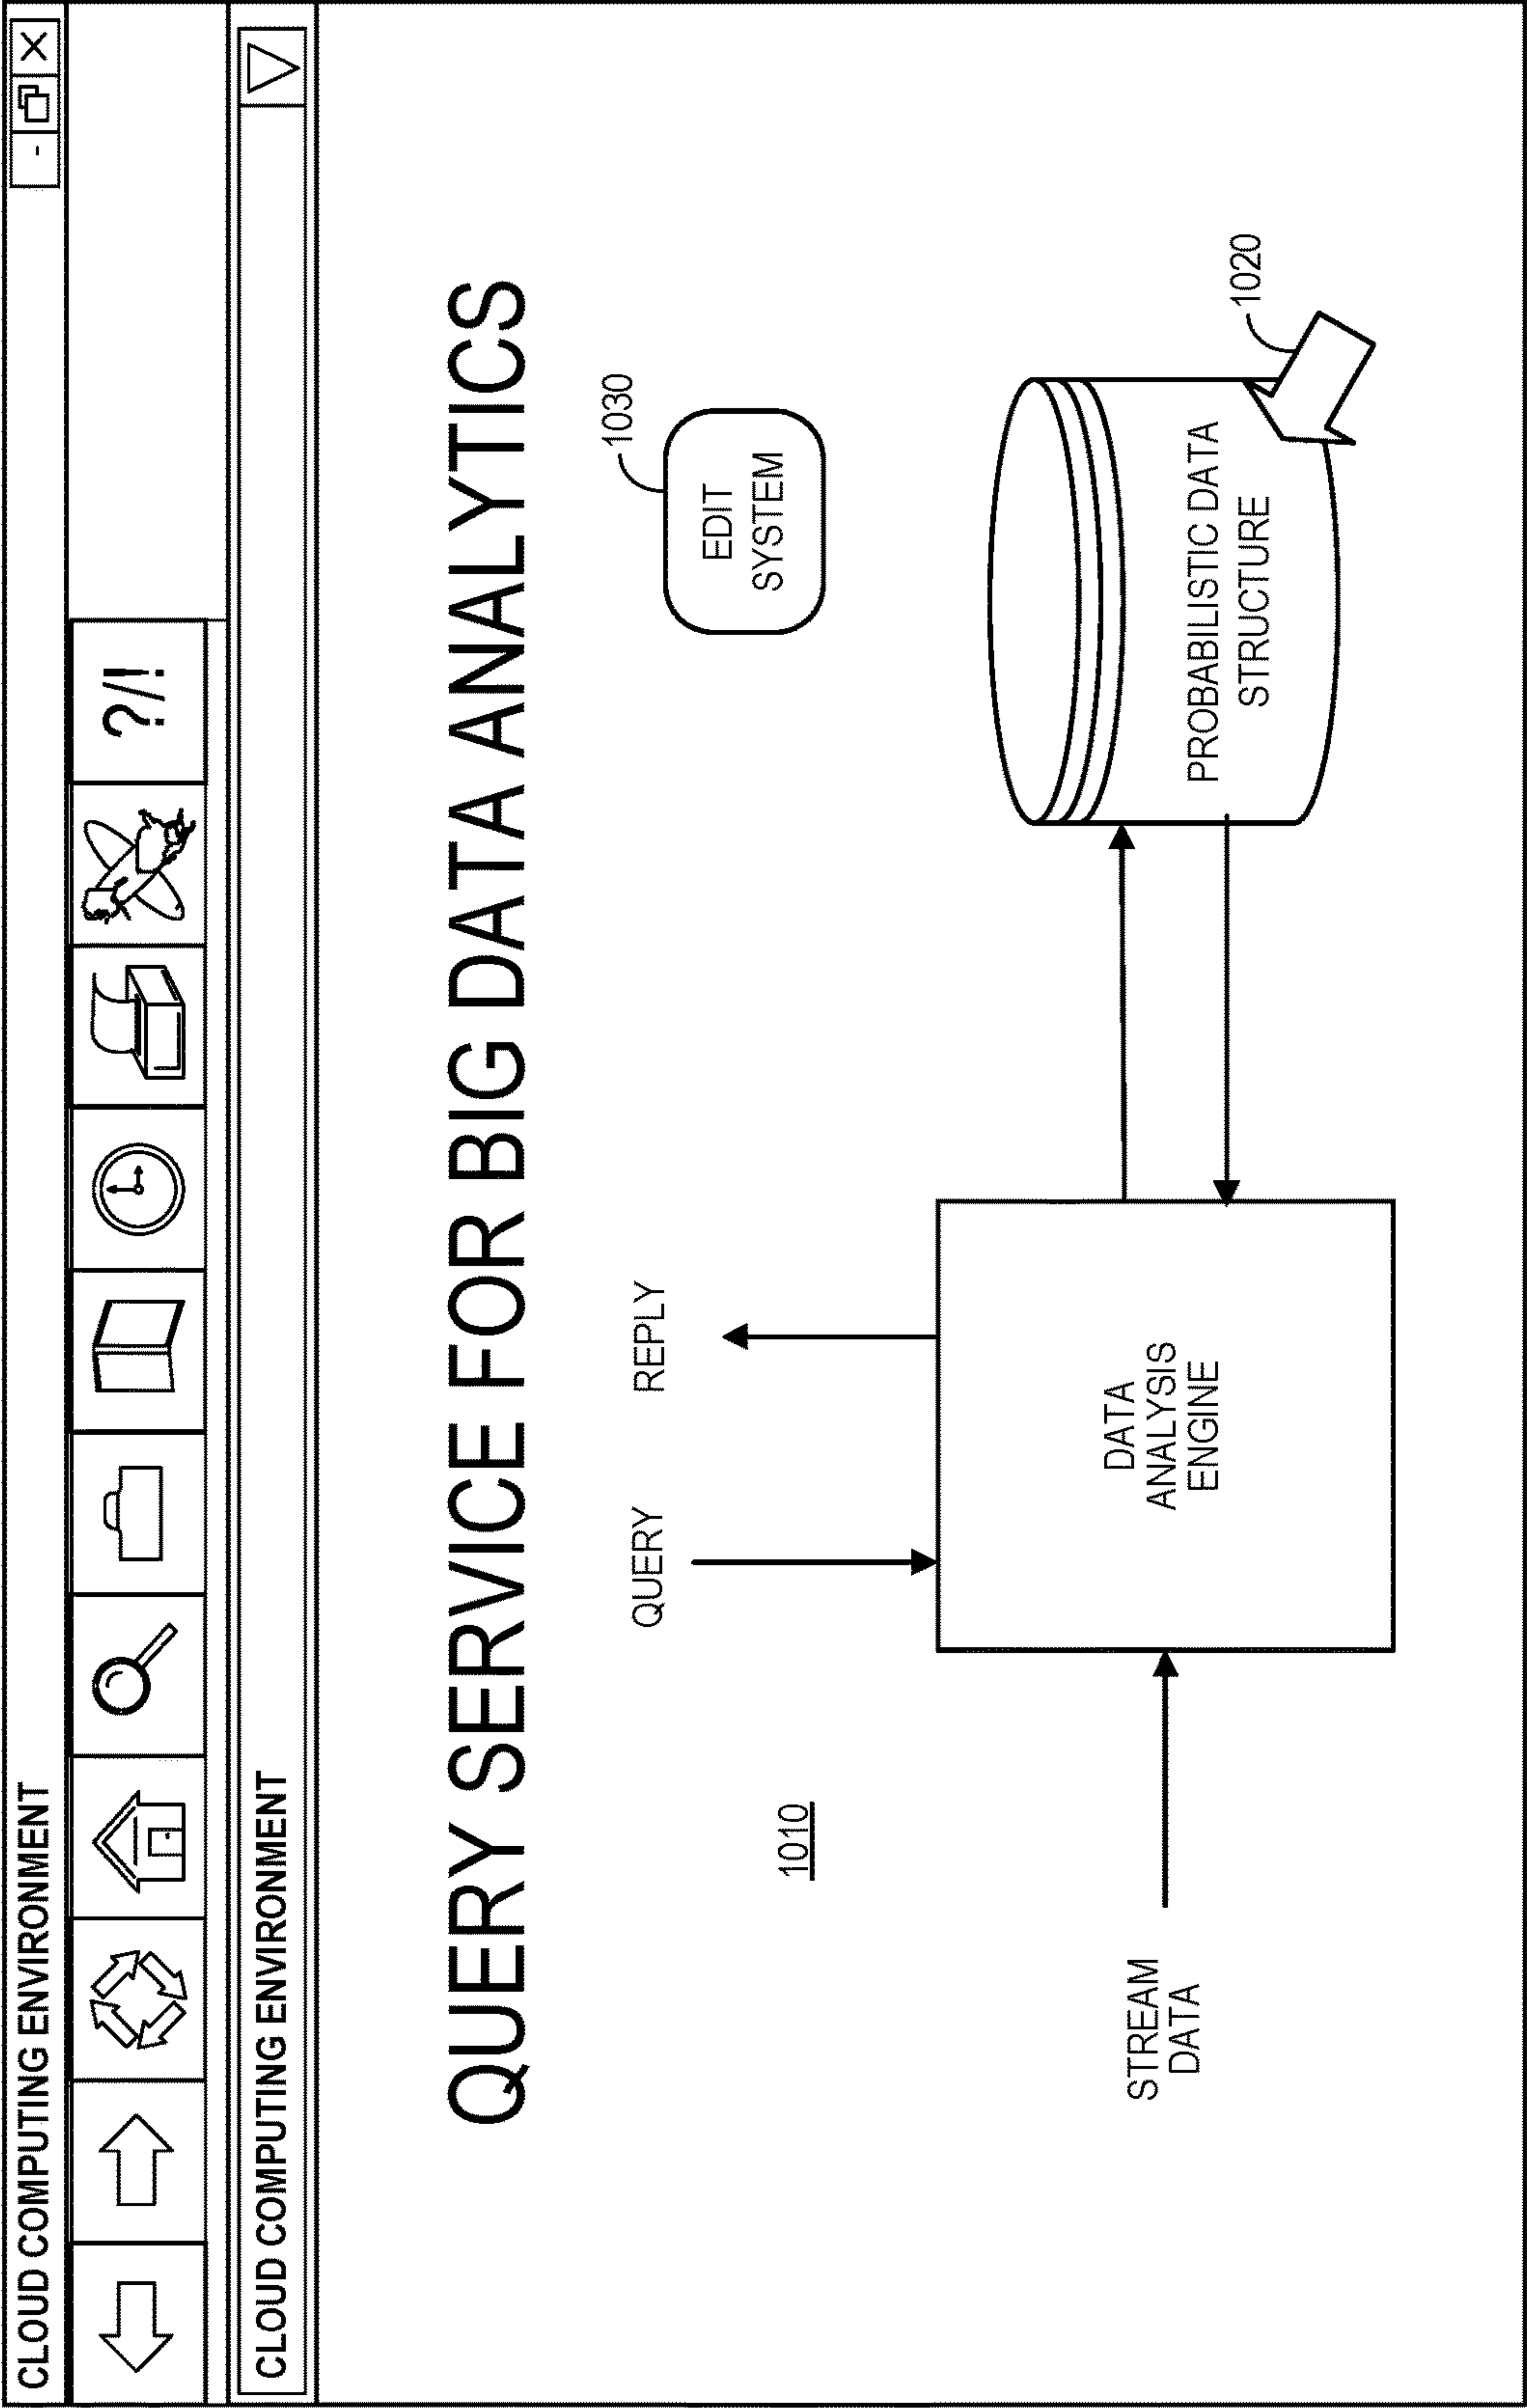 CLOUD COMPUTING ENVIRONMENT
- X
?/!
CLOUD COMPUTING ENVIRONMENT
QUERY SERVICE FOR BIG DATA ANALYTICS
1030
QUERY REPLY
EDIT
SYSTEM
1010
STREAM
DATA
DATA
ANALYSIS
ENGINE
PROBABILISTIC DATA
STRUCTURE
1020